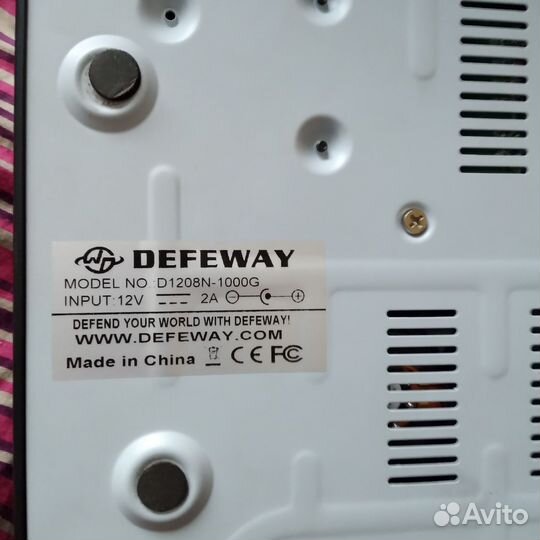 DEFEWAY
MODEL NO. D1208N-1000G
INPUT:12V 2A
DEFEND YOUR WORLD WITH DEFEWAY!
WWW.DEFEWAY.COM
Made in China CE FC
Avito